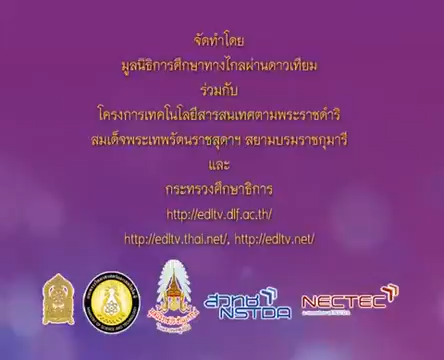 จัดทำโดย
มูลนิธิการศึกษาทางไกลผ่านดาวเทียม
ร่วมกับ
โครงการเทคโนโลยีสารสนเทศตามพระราชดำริ
สมเด็จพระเทพรัตนราชสุดาฯ สยามบรมราชกุมารี
และ
กระทรวงศึกษาธิการ
http://edltv.dlf.ac.th/
http://edltv.thai.net/, http://edltv.net/
สวทช NECTEC
NSTDA